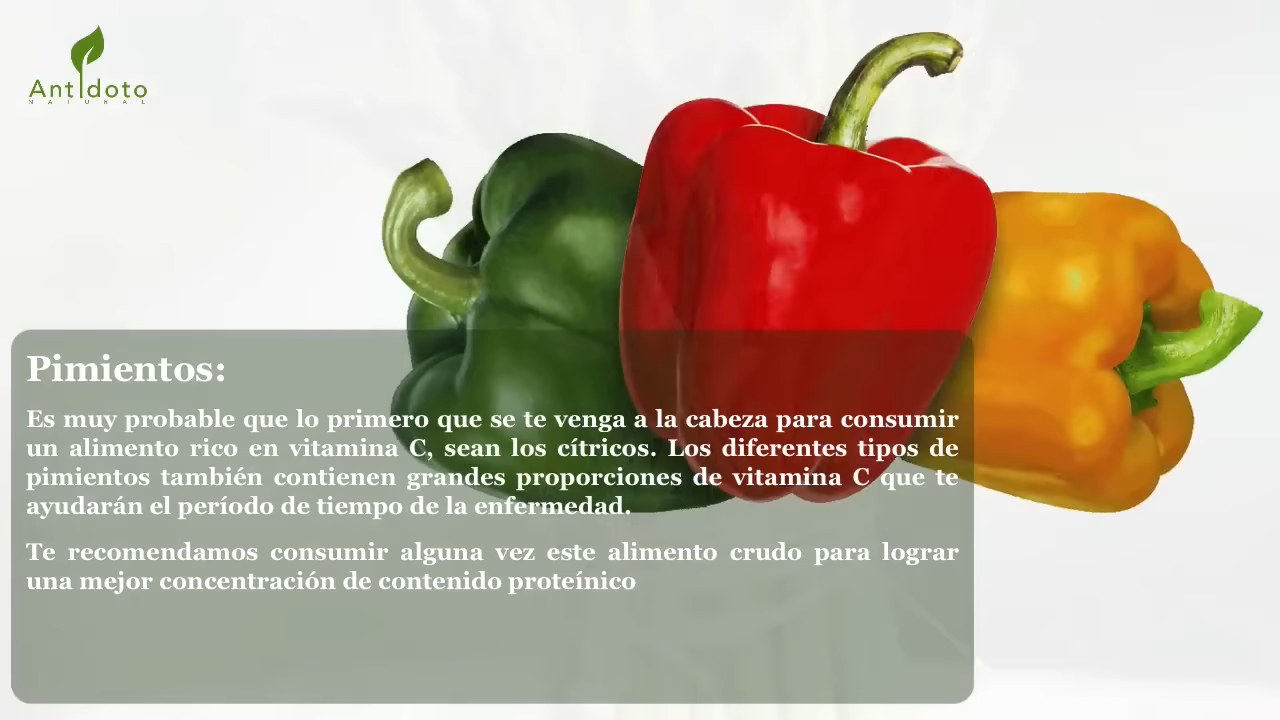 Antidoto
NATURAL
Pimientos:
Es muy probable que lo primero que se te venga a la cabeza para consumir
un alimento rico en vitamina C, sean los cítricos. Los diferentes tipos de
pimientos también contienen grandes proporciones de vitamina C que te
ayudarán el período de tiempo de la enfermedad.
Te recomendamos consumir alguna vez este alimento crudo para lograr
una mejor concentración de contenido proteínico